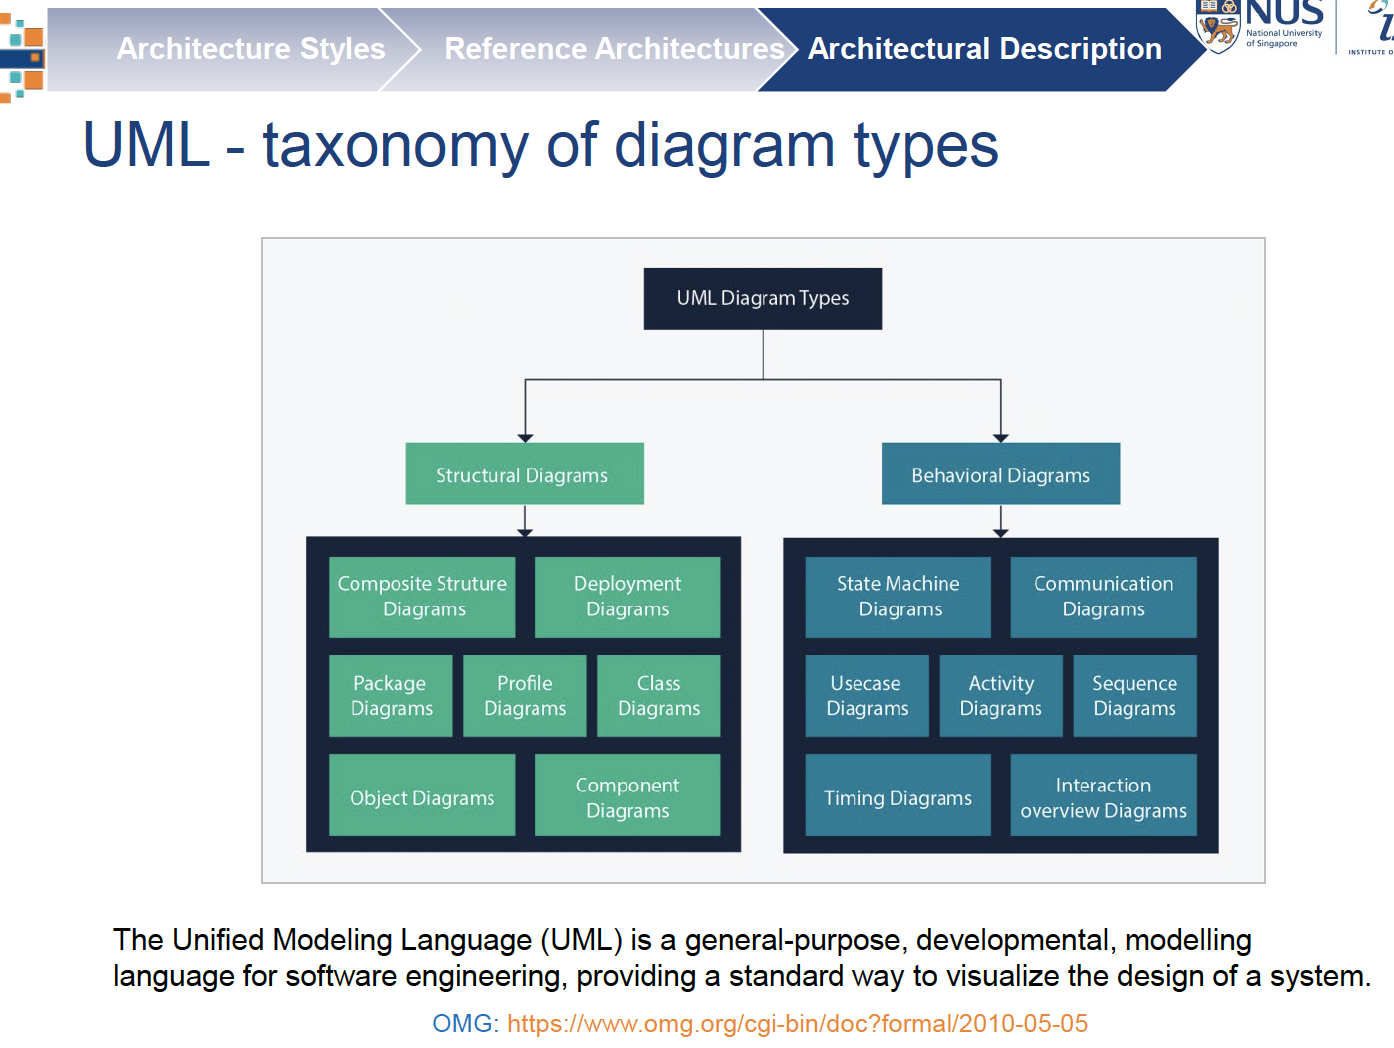 Architecture Styles
Reference Architectures
Architectural Description
NUS
National University
of Singapore
INSTITUTE O
UML - taxonomy of diagram types
UML Diagram Types
Structural Diagrams
Behavioral Diagrams
Composite Struture
Diagrams
Deployment
Diagrams
Package
Diagrams
Profile
Diagrams
Class
Diagrams
Object Diagrams
Component
Diagrams
State Machine
Diagrams
Communication
Diagrams
Usecase
Diagrams
Activity
Diagrams
Sequence
Diagrams
Timing Diagrams
Interaction
overview Diagrams
The Unified Modeling Language (UML) is a general-purpose, developmental, modelling
language for software engineering, providing a standard way to visualize the design of a system.
OMG: https://www.omg.org/cgi-bin/doc?formal/2010-05-05